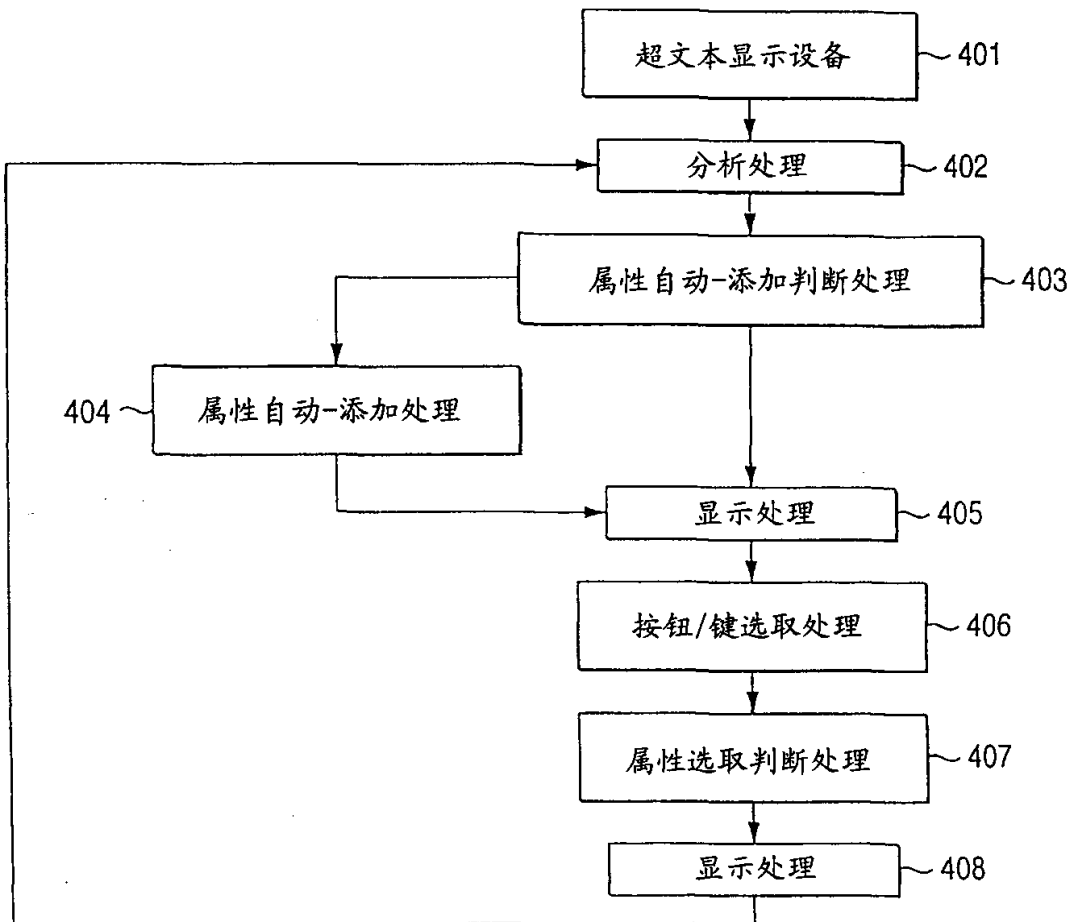 超文本显示设备
401
分析处理
402
属性自动-添加判断处理
403
404
属性自动-添加处理
显示处理
405
按钮/键选取处理
406
属性选取判断处理
407
显示处理
408